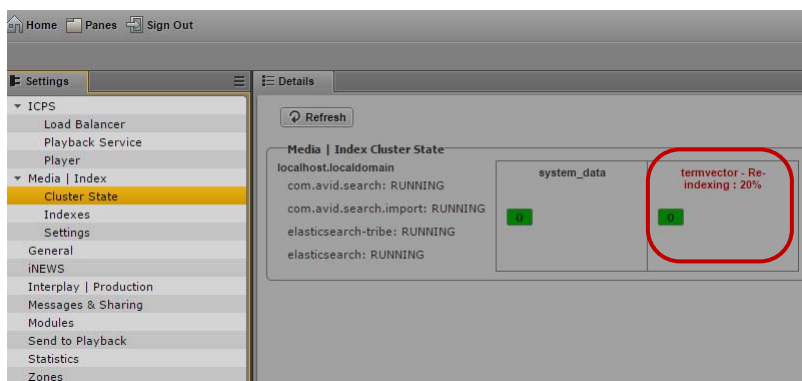 Home Panes Sign Out
Settings
ICPS
Load Balancer
Playback Service
Player
Media | Index
Cluster State
Indexes
Settings
General
iNEWS
Interplay | Production
Messages & Sharing
Modules
Send to Playback
Statistics
Zones
Details
Refresh
Media | Index Cluster State
localhost.localdomain
com.avid.search: RUNNING
com.avid.search.import: RUNNING
elasticsearch-tribe: RUNNING
elasticsearch: RUNNING
system_data
0
termvector - Re-
indexing : 20%
0